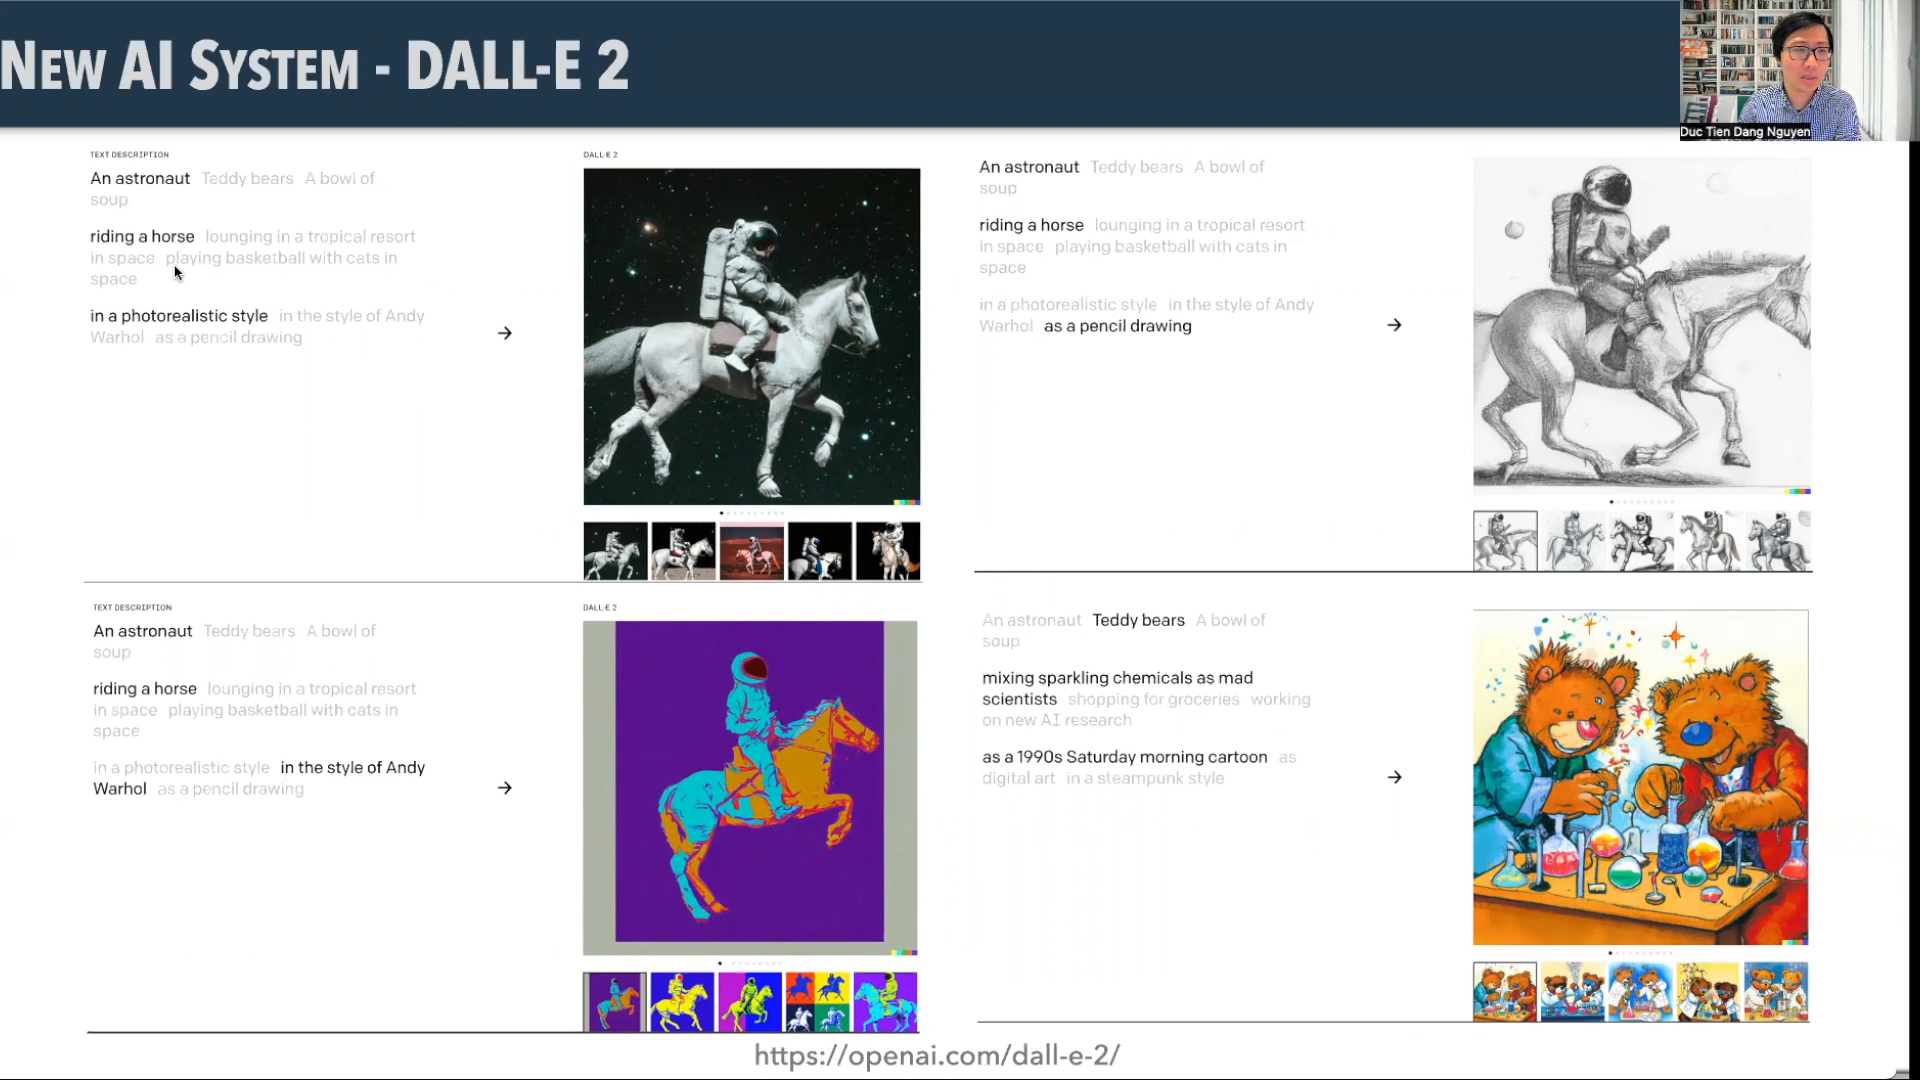 NEW AI SYSTEM - DALL-E 2
Duc Tien Dang Nguyen
TEXT DESCRIPTION
An astronaut Teddy bears A bowl of
soup
riding a horse lounging in a tropical resort
in space playing basketball with cats in
space
in a photorealistic style in the style of Andy
Warhol as a pencil drawing
DALL·E 2
An astronaut Teddy bears A bowl of
soup
riding a horse lounging in a tropical resort
in space playing basketball with cats in
space
in a photorealistic style in the style of Andy
Warhol as a pencil drawing
TEXT DESCRIPTION
An astronaut Teddy bears A bowl of
soup
riding a horse lounging in a tropical resort
in space playing basketball with cats in
space
in a photorealistic style in the style of Andy
Warhol as a pencil drawing
DALL·E 2
An astronaut Teddy bears A bowl of
soup
mixing sparkling chemicals as mad
scientists shopping for groceries working
on new AI research
as a 1990s Saturday morning cartoon as
digital art in a steampunk style
https://openai.com/dall-e-2/